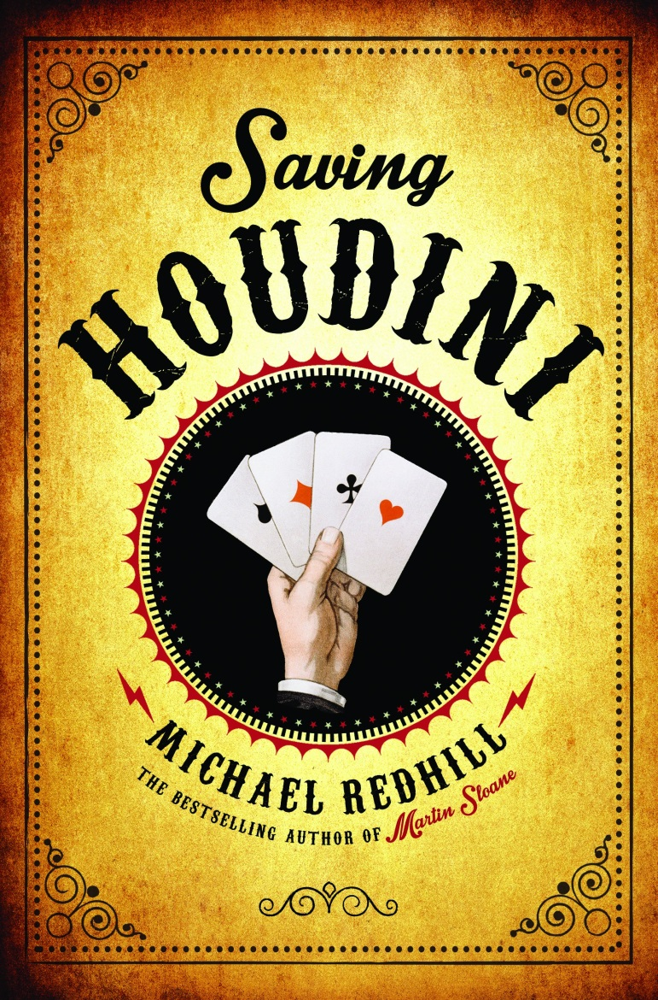 Saving
HOUDINI
MICHAEL REDHILL
THE BESTSELLING AUTHOR OF Martin Sloane